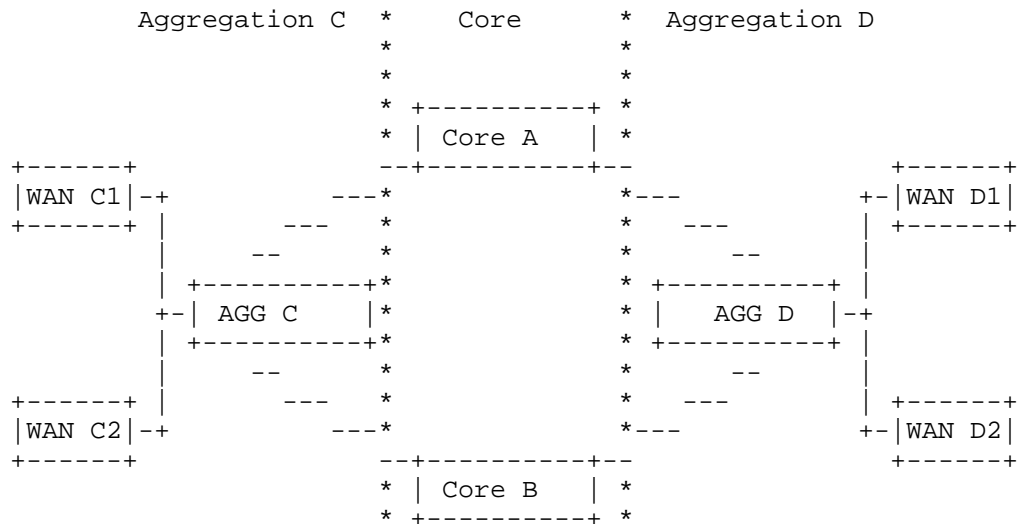 Aggregation C * Core * Aggregation D
Core A
WAN C1 WAN D1
AGG C AGG D
WAN C2 WAN D2
Core B